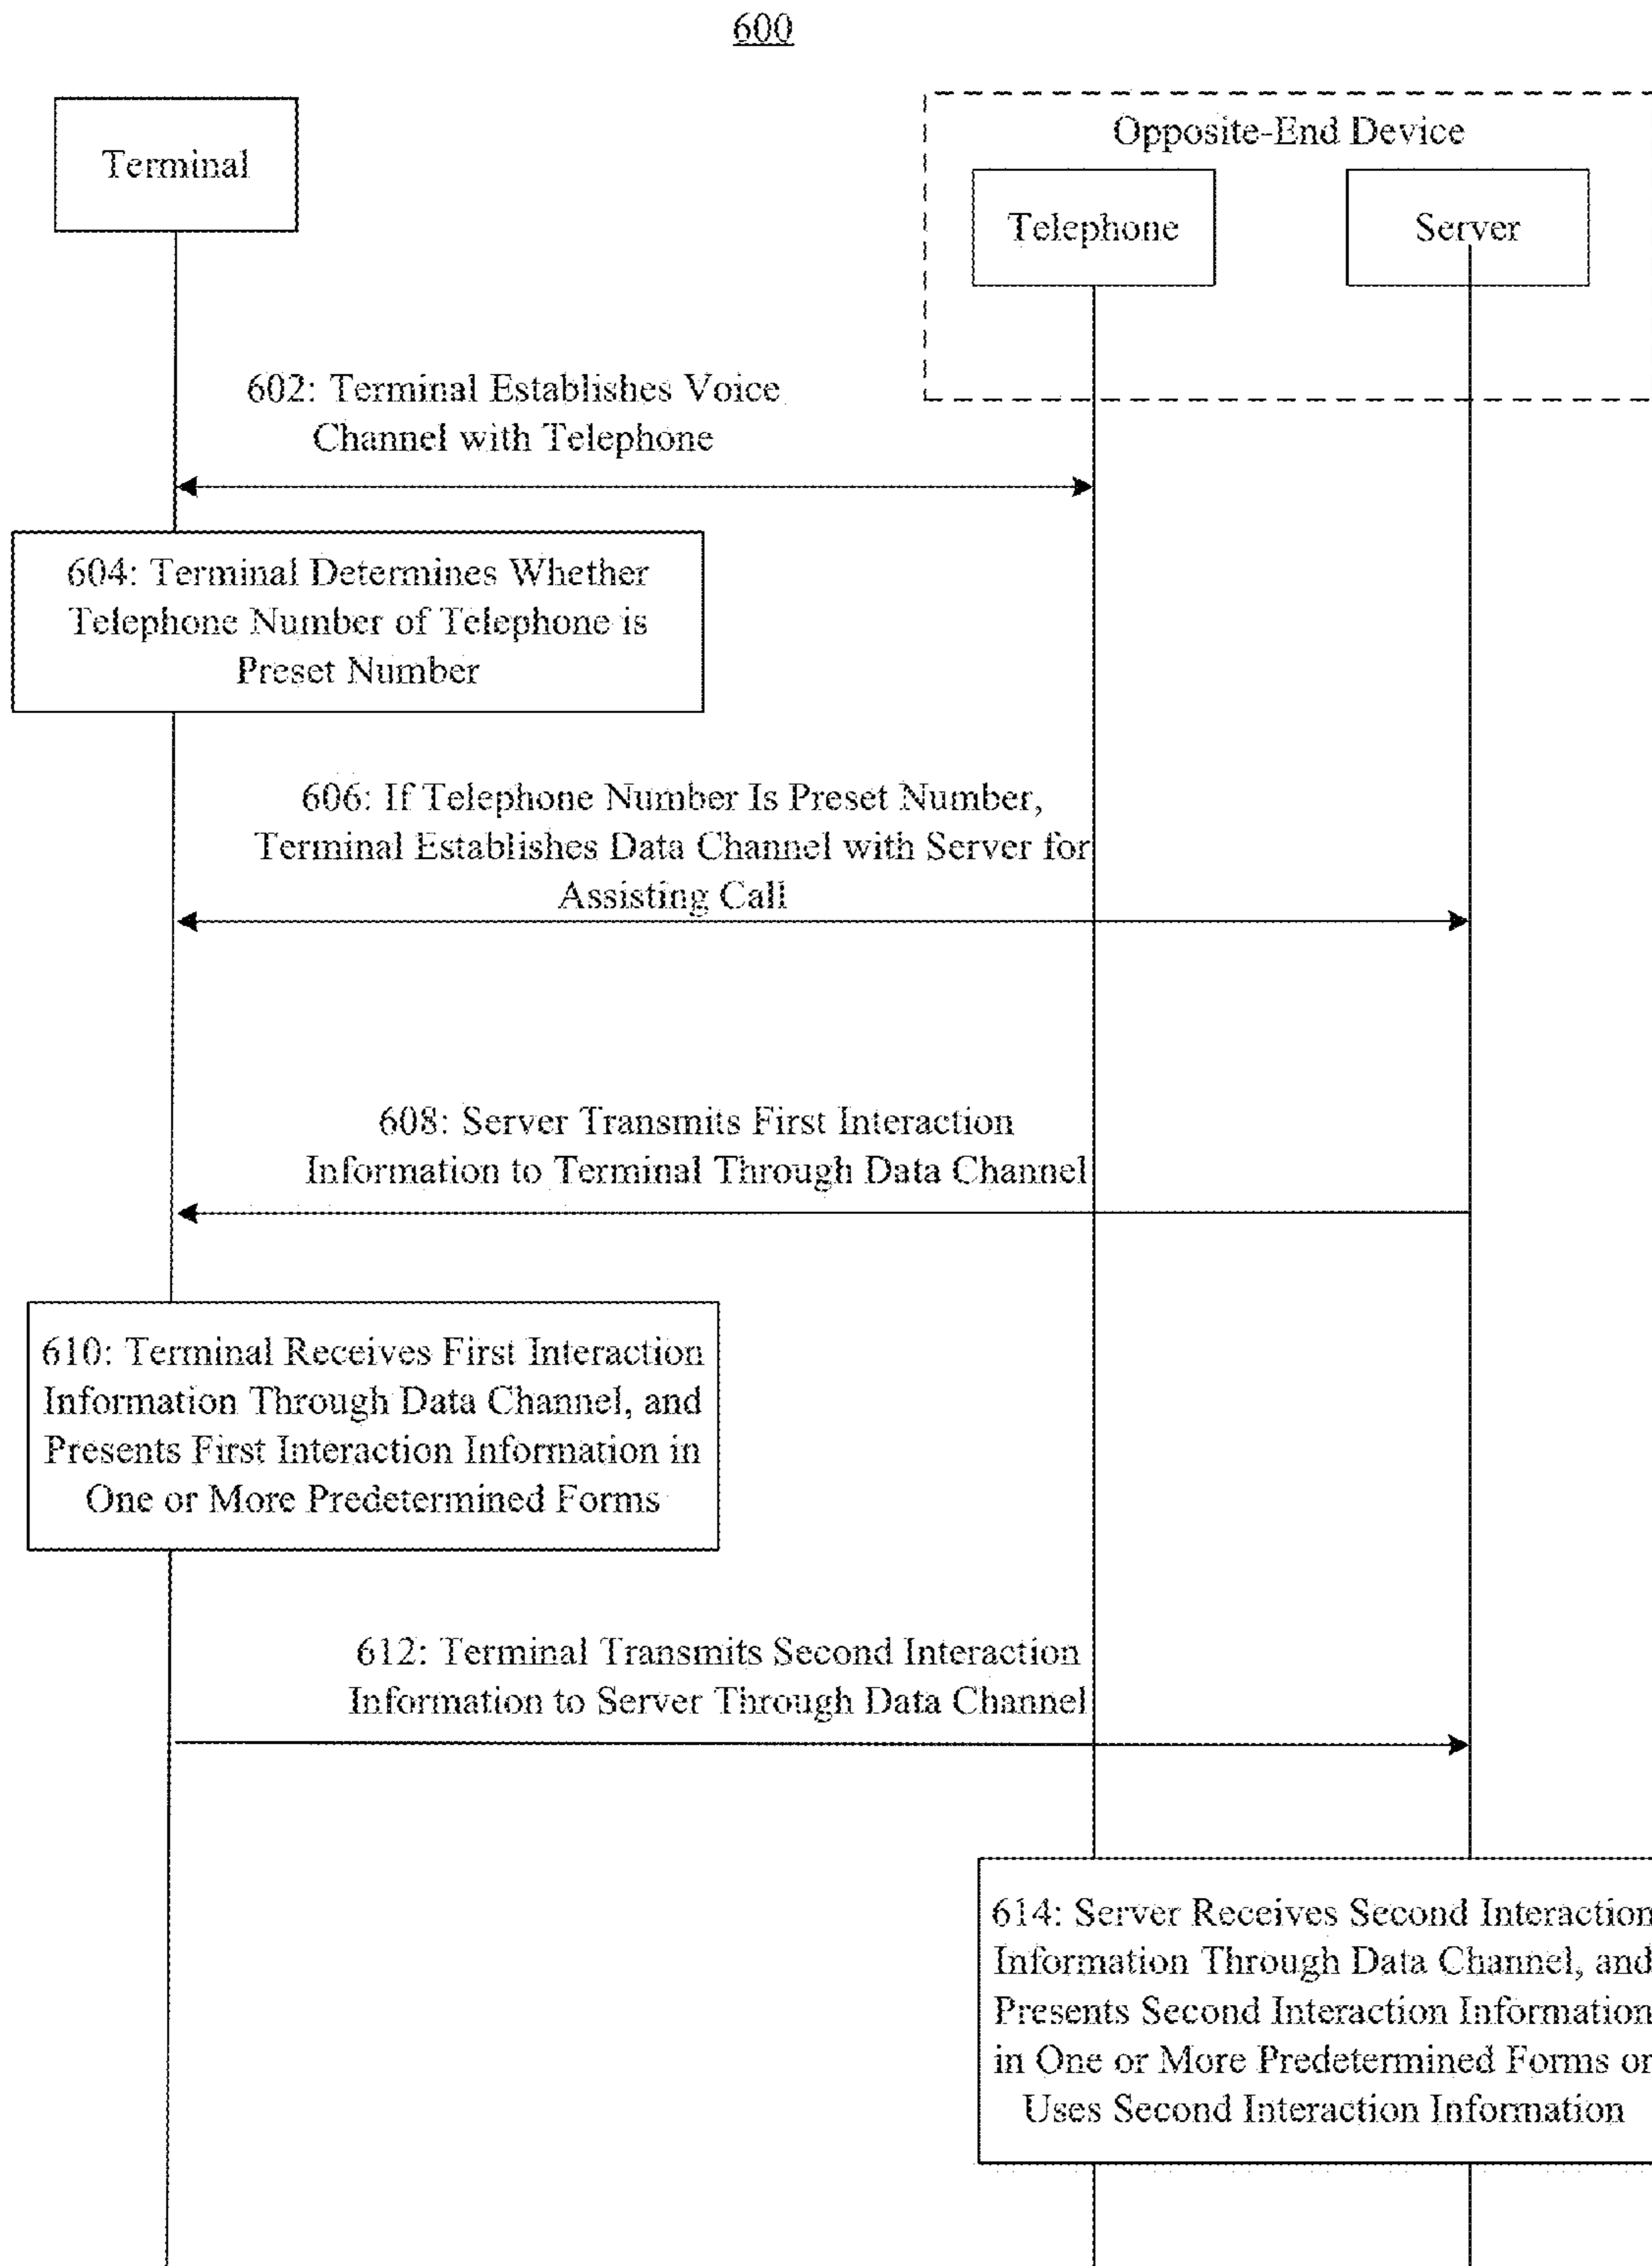 600
Terminal
Opposite-End Device
Telephone
Server
602: Terminal Establishes Voice
Channel with Telephone
604: Terminal Determines Whether
Telephone Number of Telephone is
Preset Number
606: If Telephone Number Is Preset Number,
Terminal Establishes Data Channel with Server for
Assisting Call
608: Server Transmits First Interaction
Information to Terminal Through Data Channel
610: Terminal Receives First Interaction
Information Through Data Channel, and
Presents First Interaction Information in
One or More Predetermined Forms
612: Terminal Transmits Second Interaction
Information to Server Through Data Channel
614: Server Receives Second Interaction
Information Through Data Channel, and
Presents Second Interaction Information
in One or More Predetermined Forms or
Uses Second Interaction Information